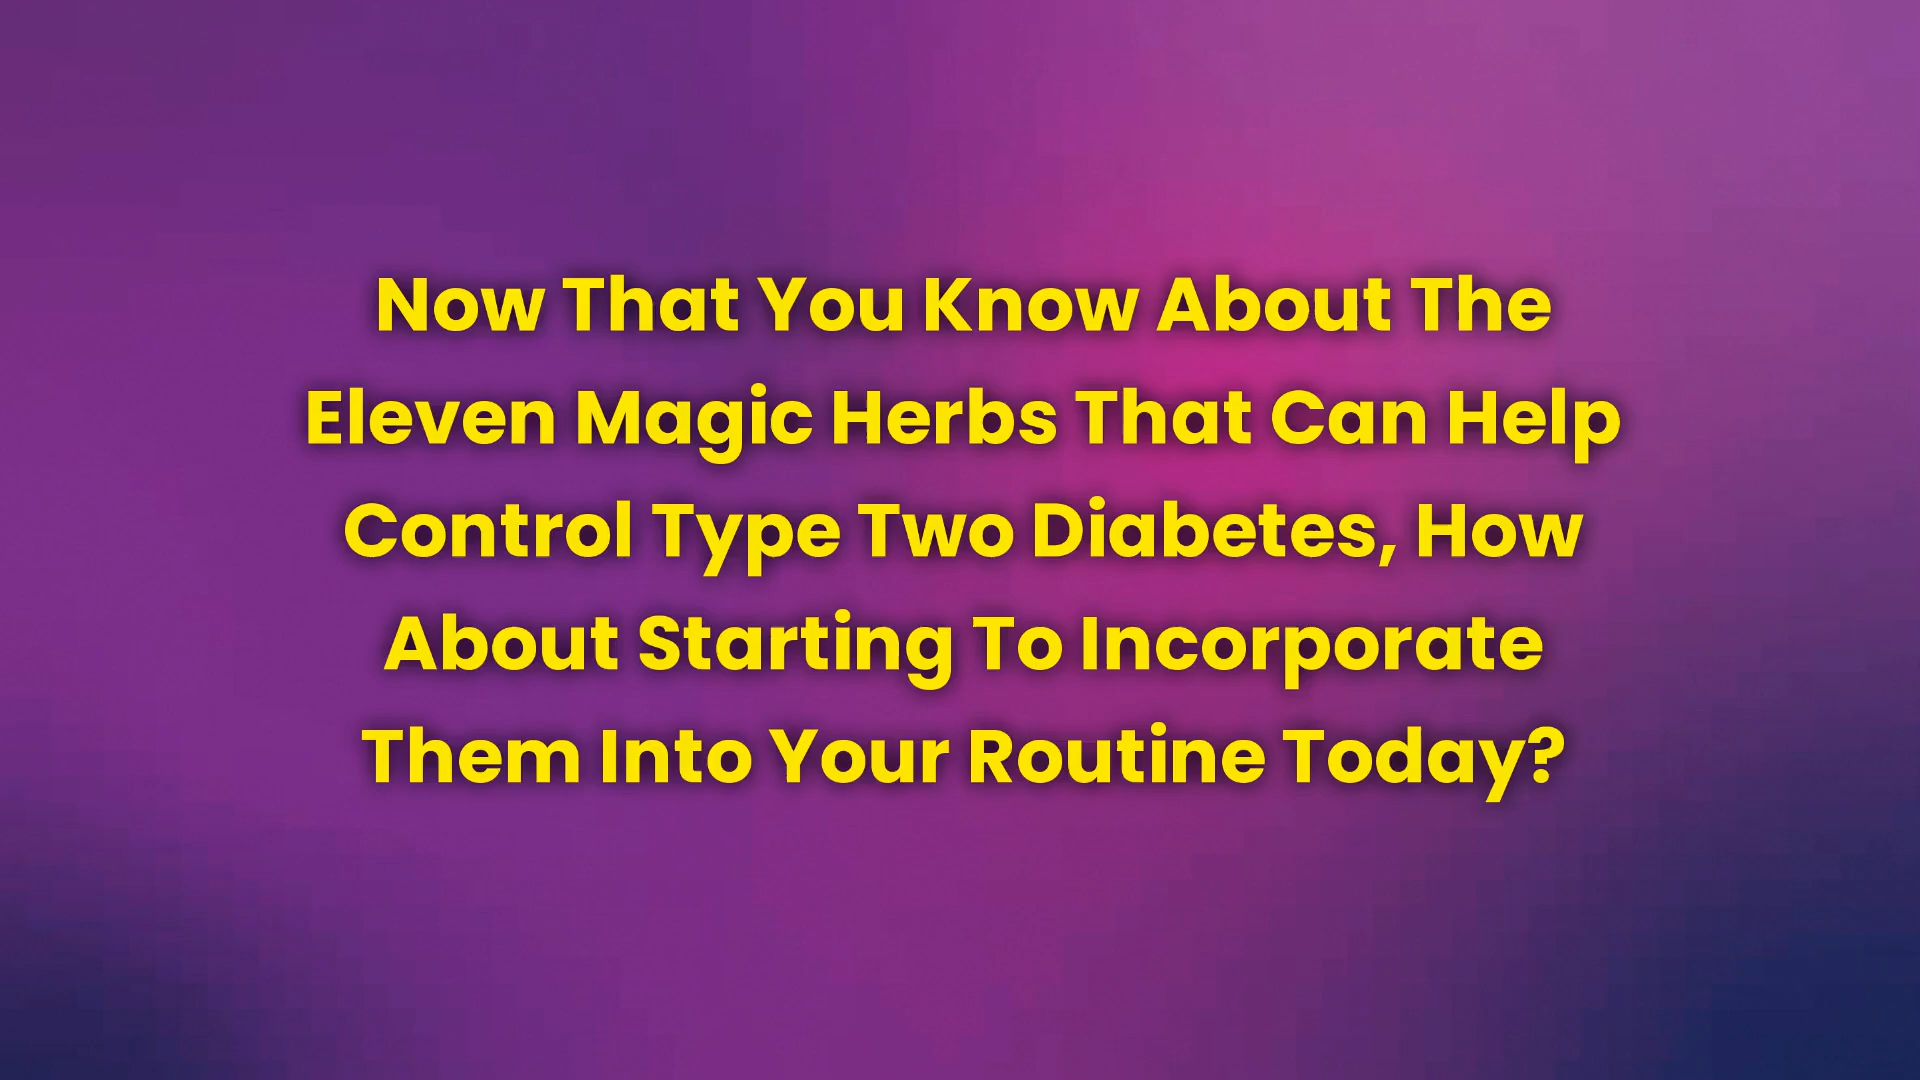 Now That You Know About The
Eleven Magic Herbs That Can Help
Control Type Two Diabetes, How
About Starting To Incorporate
Them Into Your Routine Today?